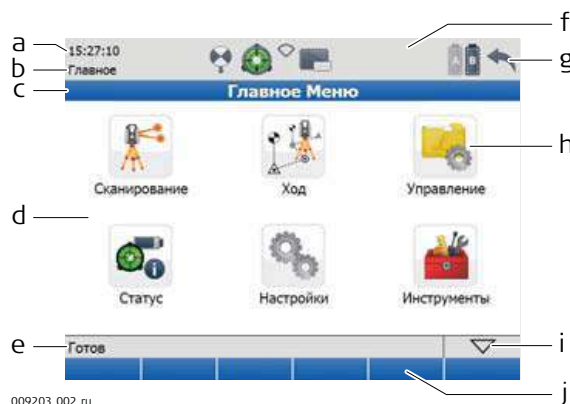 a
15:27:10
f
b
Главное
g
c
Главное Меню
Сканирование
Ход
Управление
h
d
Статус
Настройки
Инструменты
e
Готов
i
j
009203_002_ru